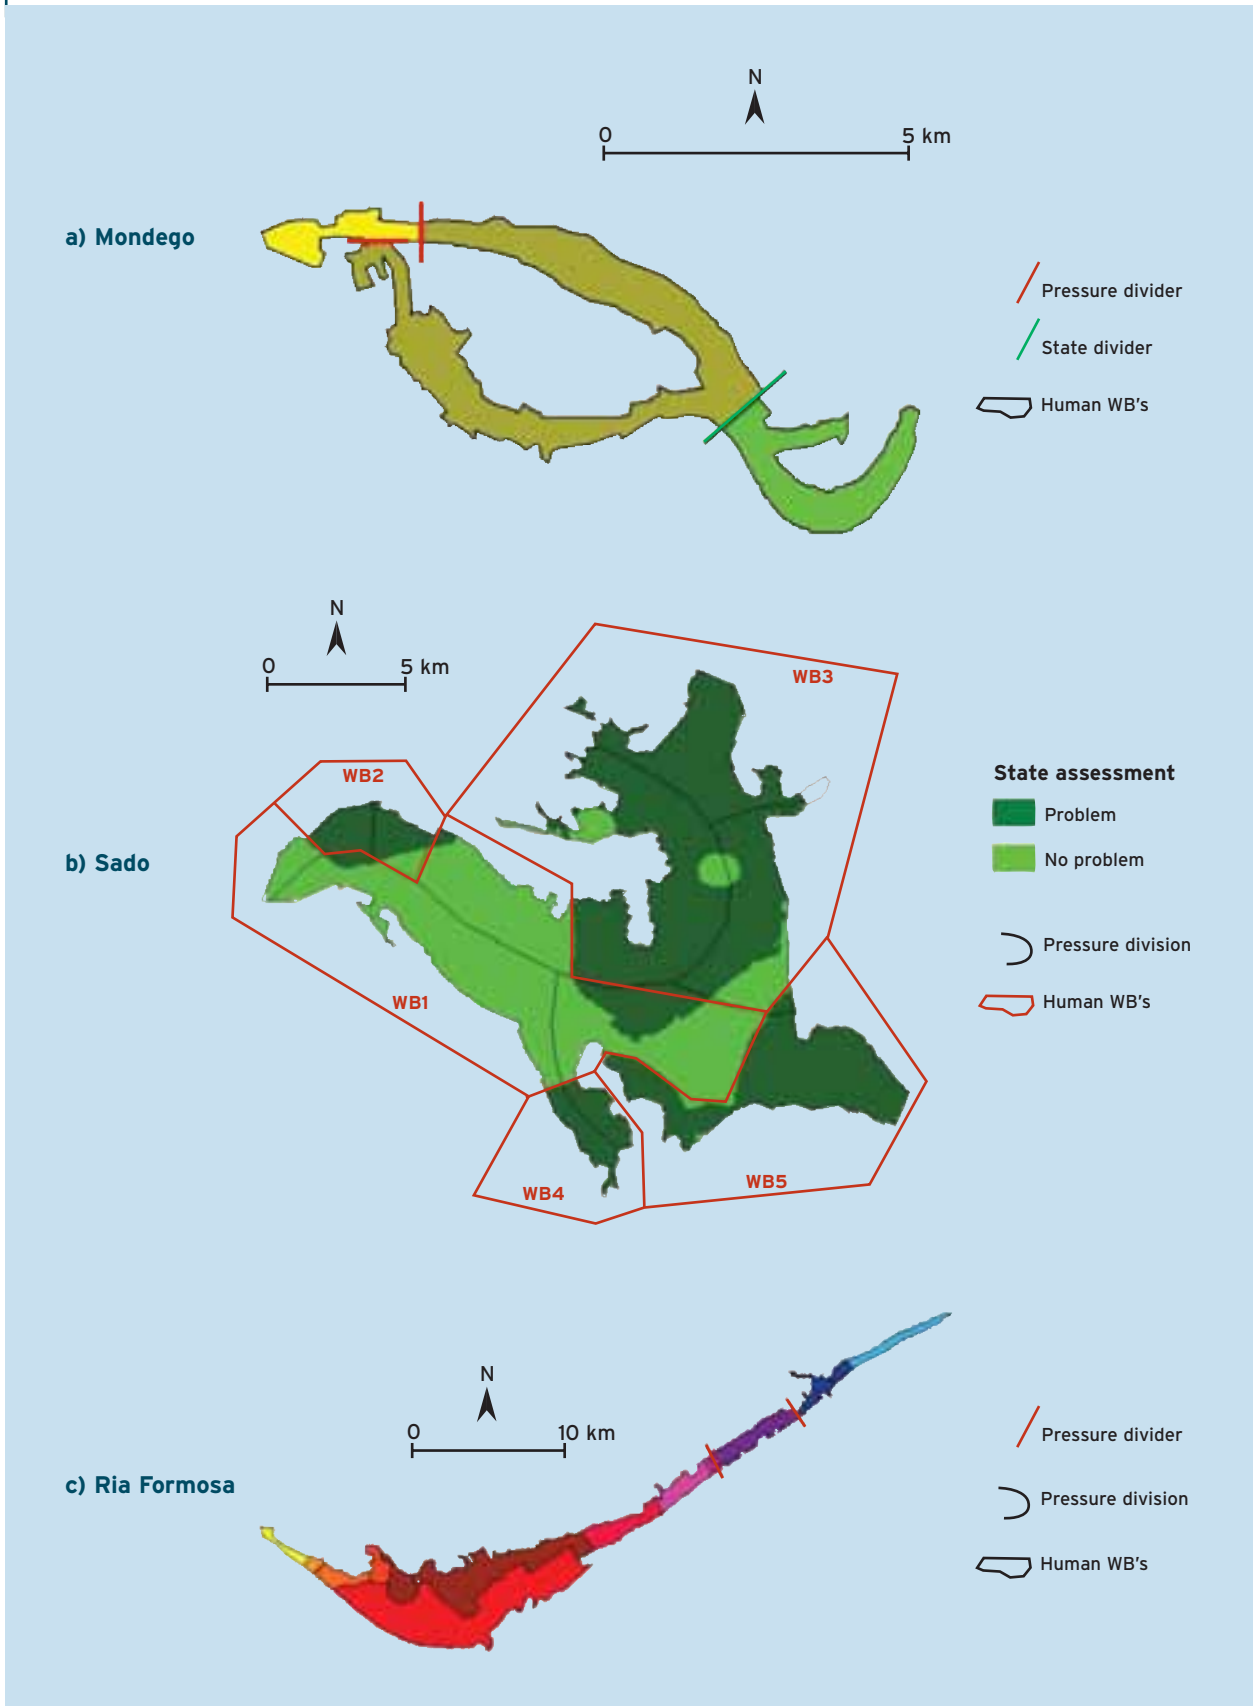 N
0 5 km
a) Mondego
Pressure divider
State divider
Human WB's
N
0 5 km
WB3
WB2
State assessment
Problem
No problem
b) Sado
Pressure division
WB1
Human WB's
WB4
WB5
N
0 10 km
Pressure divider
c) Ria Formosa
Pressure division
Human WB's